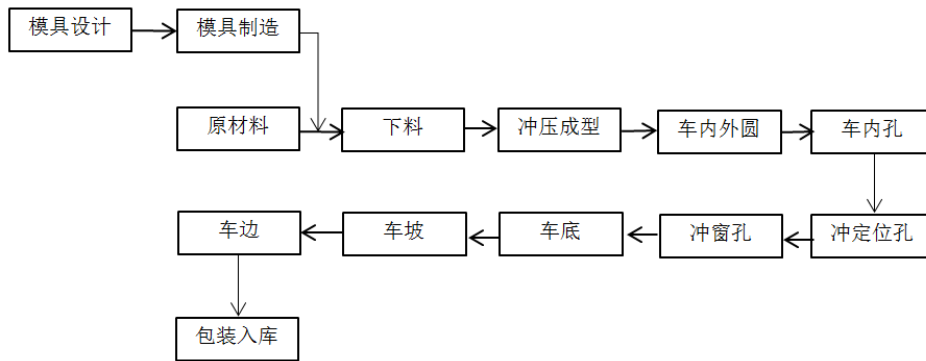 模具设计
模具制造
原材料
下料
冲压成型
车内外圆
车内孔
冲定位孔
冲窗孔
车底
车坡
车边
包装入库